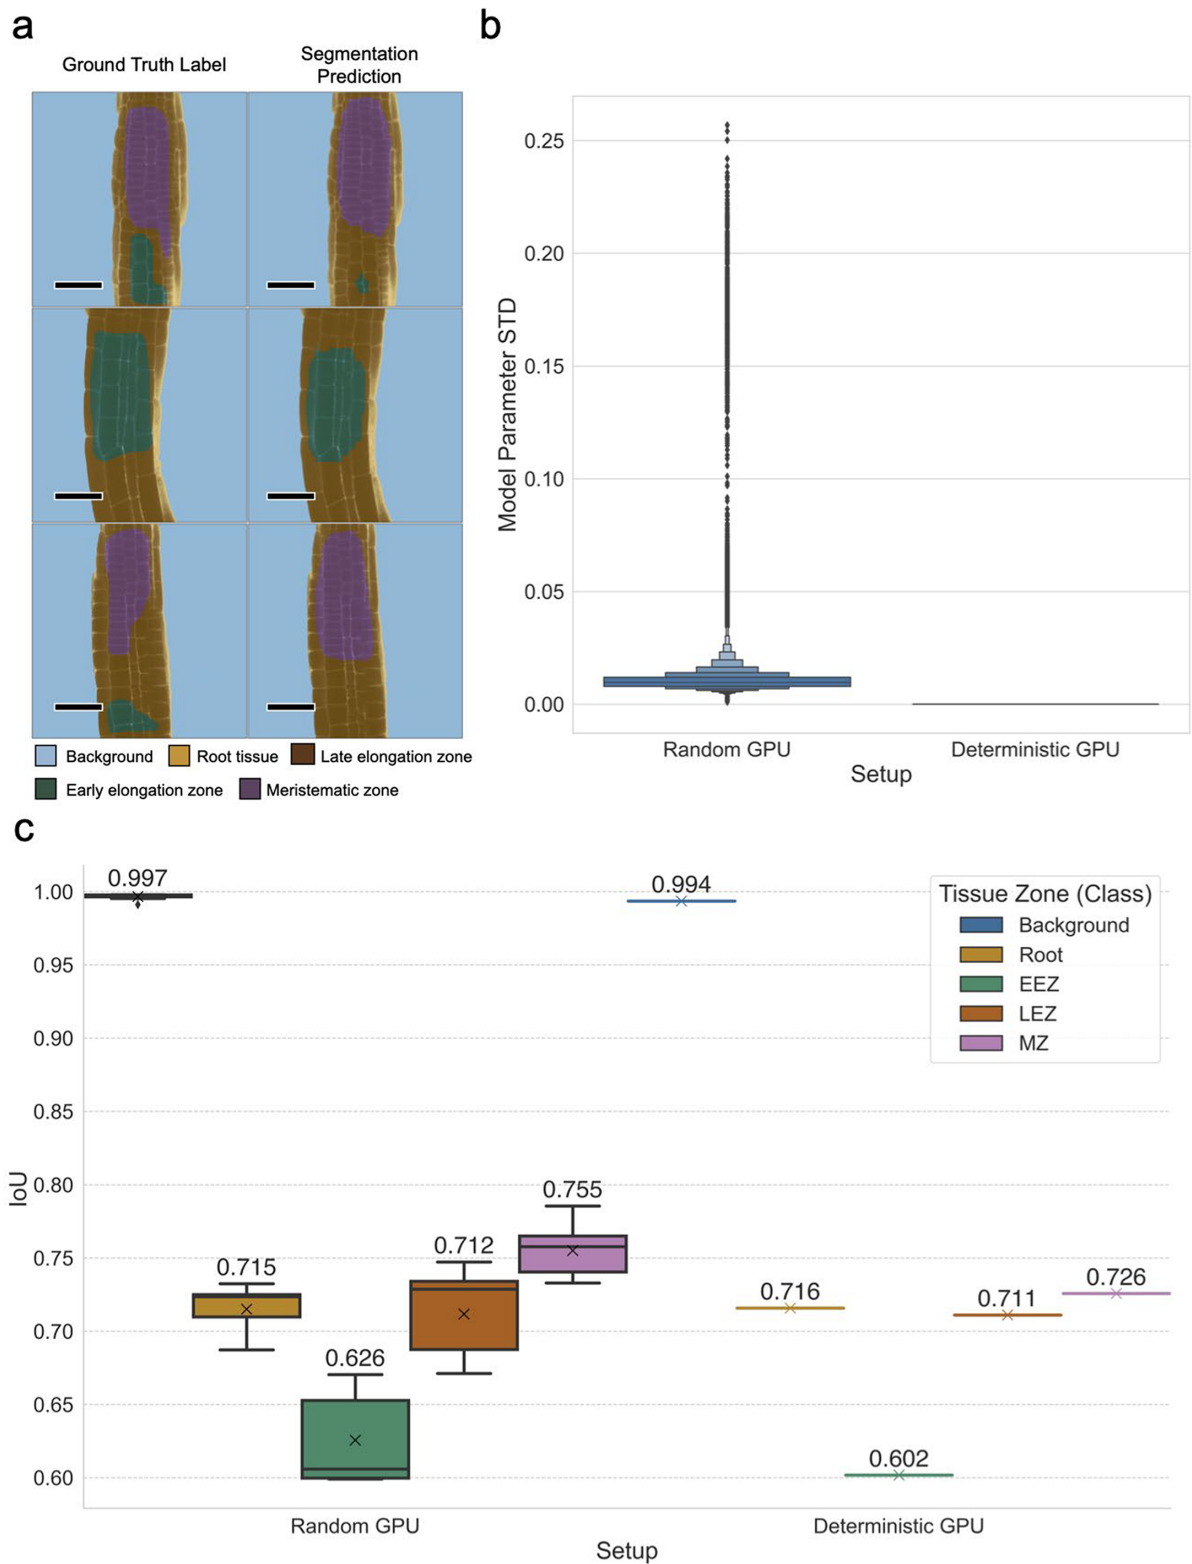 a
Ground Truth Label
Segmentation
Prediction
Background
Root tissue
Late elongation zone
Early elongation zone
Meristematic zone
b
Model Parameter STD
0.25
0.20
0.15
0.10
0.05
0.00
Random GPU
Deterministic GPU
Setup
c
IoU
1.00
0.95
0.90
0.85
0.80
0.75
0.70
0.65
0.60
0.997
0.715
0.626
0.712
0.755
0.994
0.716
0.602
0.711
0.726
Tissue Zone (Class)
Background
Root
EEZ
LEZ
MZ
Random GPU
Deterministic GPU
Setup